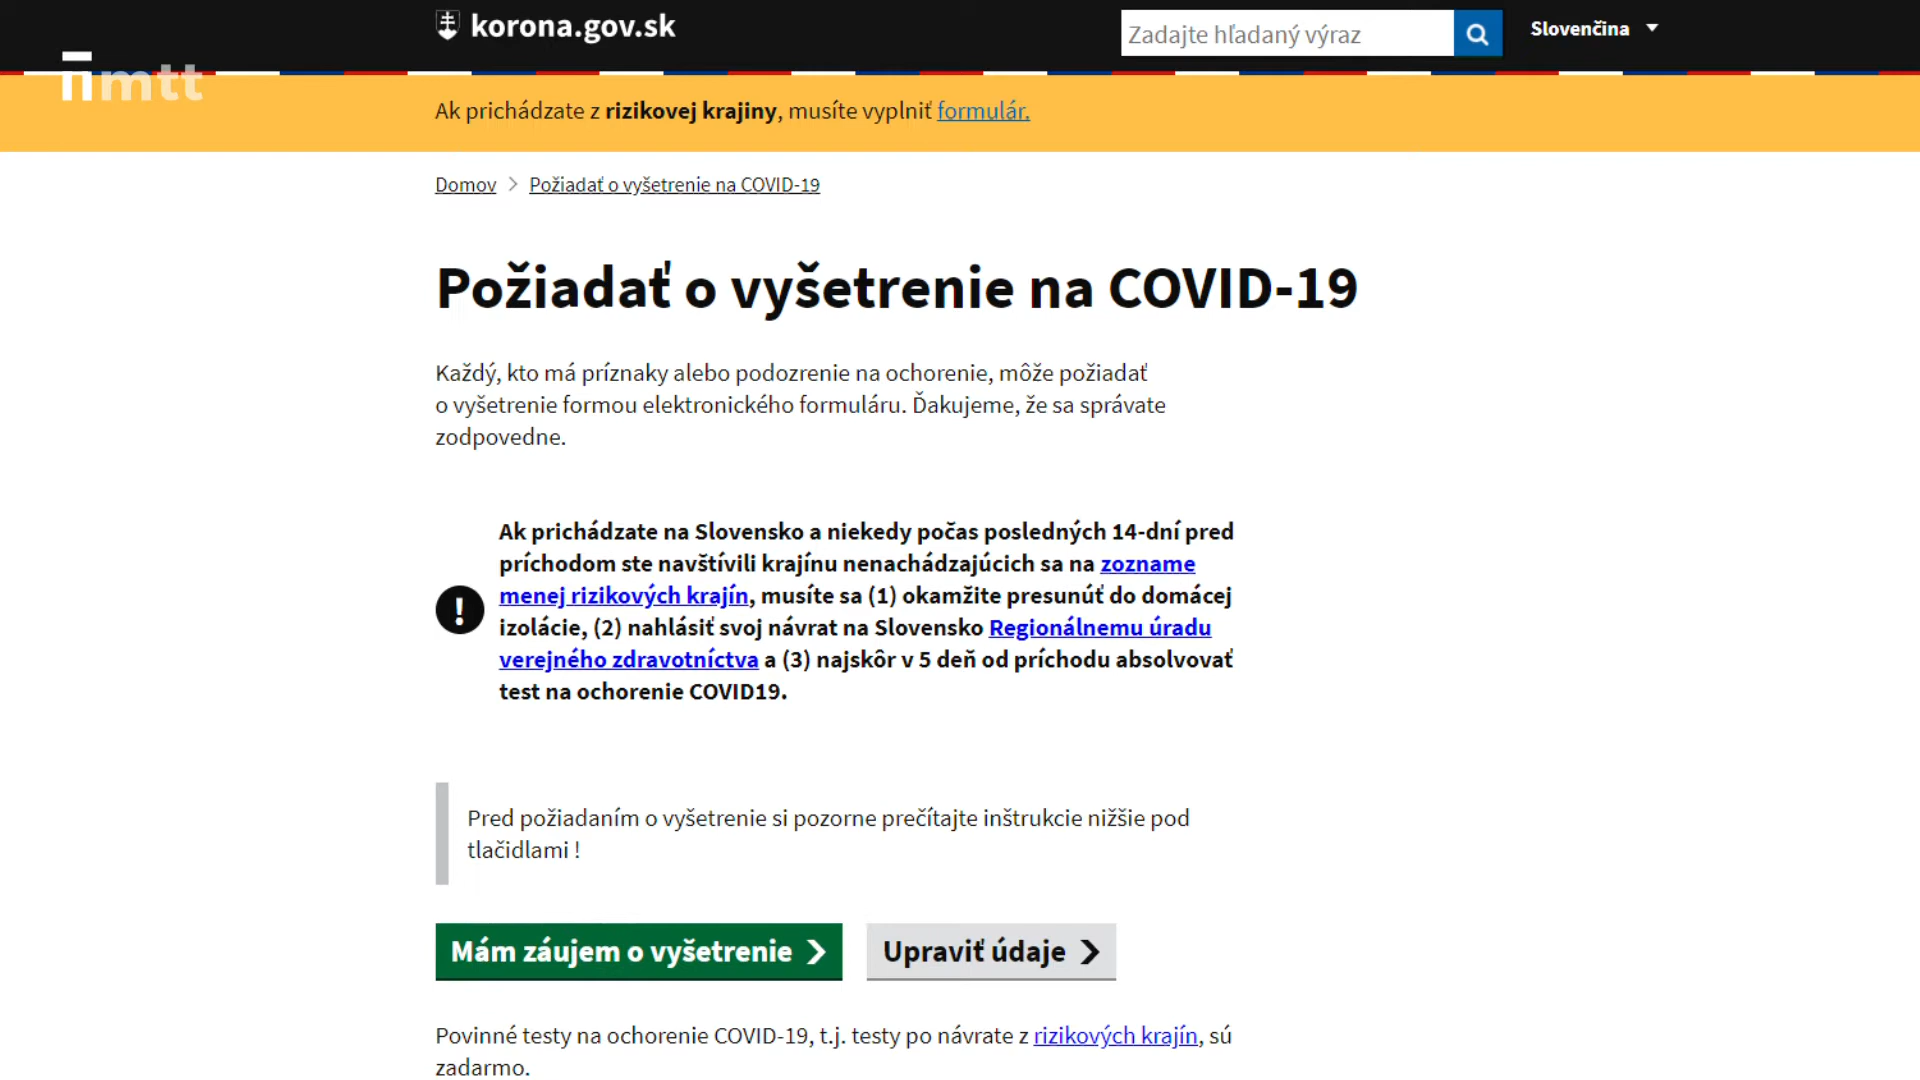 korona.gov.sk
Zadajte hľadaný výraz
Slovenčina
mtt
Ak prichádzate z rizikovej krajiny, musíte vyplniť formulár.
Domov > Požiadať o vyšetrenie na COVID-19
Požiadať o vyšetrenie na COVID-19
Každý, kto má príznaky alebo podozrenie na ochorenie, môže požiadať
o vyšetrenie formou elektronického formuláru. Ďakujeme, že sa správate
zodpovedne.
Ak prichádzate na Slovensko a niekedy počas posledných 14-dní pred
príchodom ste navštívili krajínu nenachádzajúcich sa na zozname
menej rizikových krajín, musíte sa (1) okamžite presunúť do domácej
izolácie, (2) nahlásiť svoj návrat na Slovensko Regionálnemu úradu
verejného zdravotníctva a (3) najskôr v 5 deň od príchodu absolvovať
test na ochorenie COVID19.
Pred požiadaním o vyšetrenie si pozorne prečítajte inštrukcie nižšie pod
tlačidlami !
Mám záujem o vyšetrenie
Upraviť údaje
Povinné testy na ochorenie COVID-19, t.j. testy po návrate z rizikových krajín, sú
zadarmo.